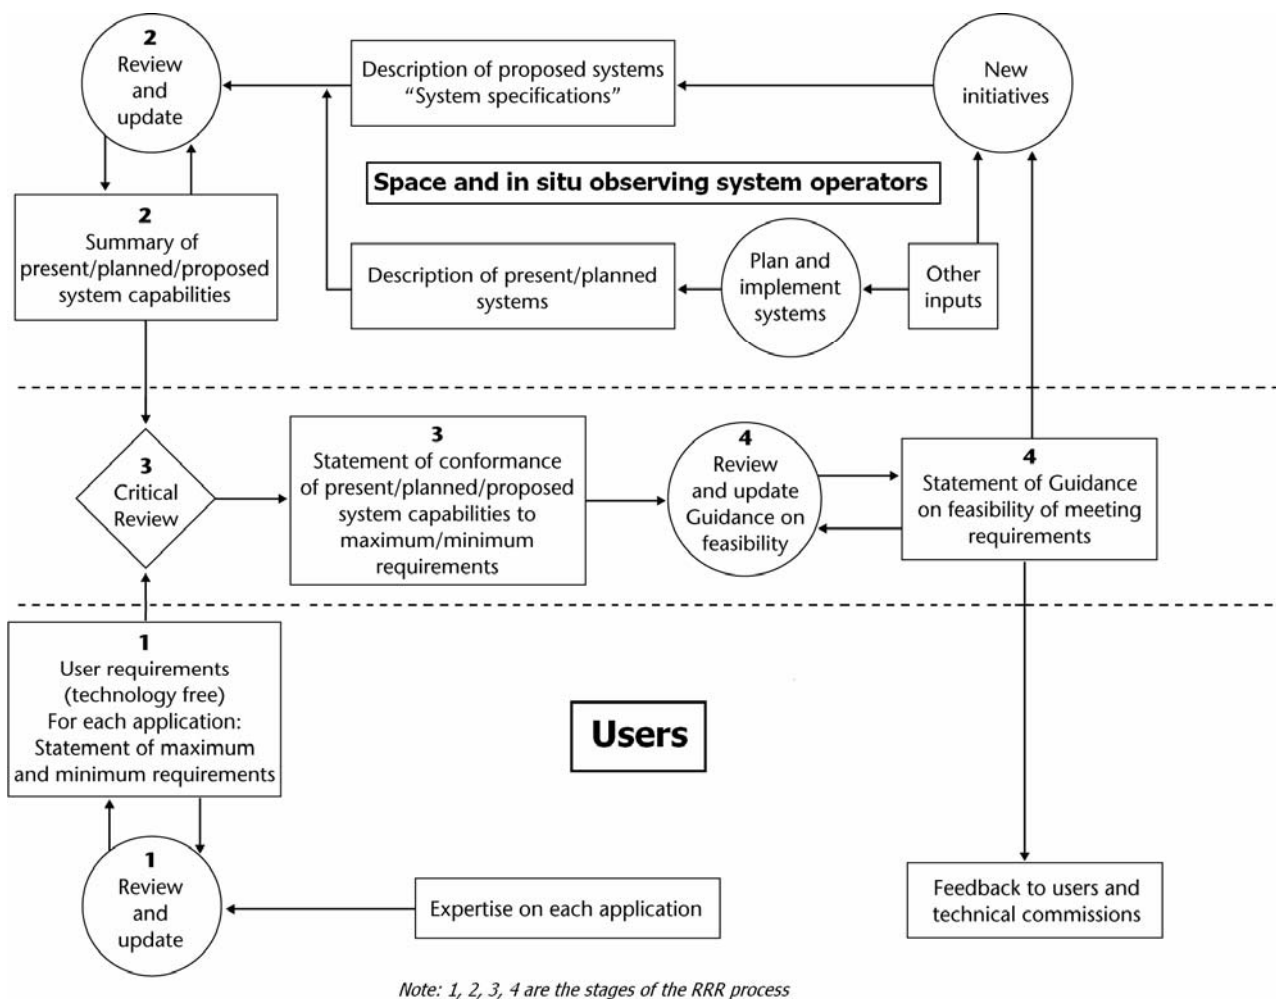 2
Review
and
update
Description of proposed systems
“System specifications”
New
initiatives
Space and in situ observing system operators
2
Summary of
present/planned/proposed
system capabilities
Description of present/planned
systems
Plan and
implement
systems
Other
inputs
3
Critical
Review
3
Statement of conformance
of present/planned/proposed
system capabilities to
maximum/minimum
requirements
4
Review
and update
Guidance on
feasibility
4
Statement of Guidance
on feasibility of meeting
requirements
1
User requirements
(technology free)
For each application:
Statement of maximum
and minimum requirements
Users
1
Review
and
update
Expertise on each application
Feedback to users and
technical commissions
Note: 1, 2, 3, 4 are the stages of the RRR process